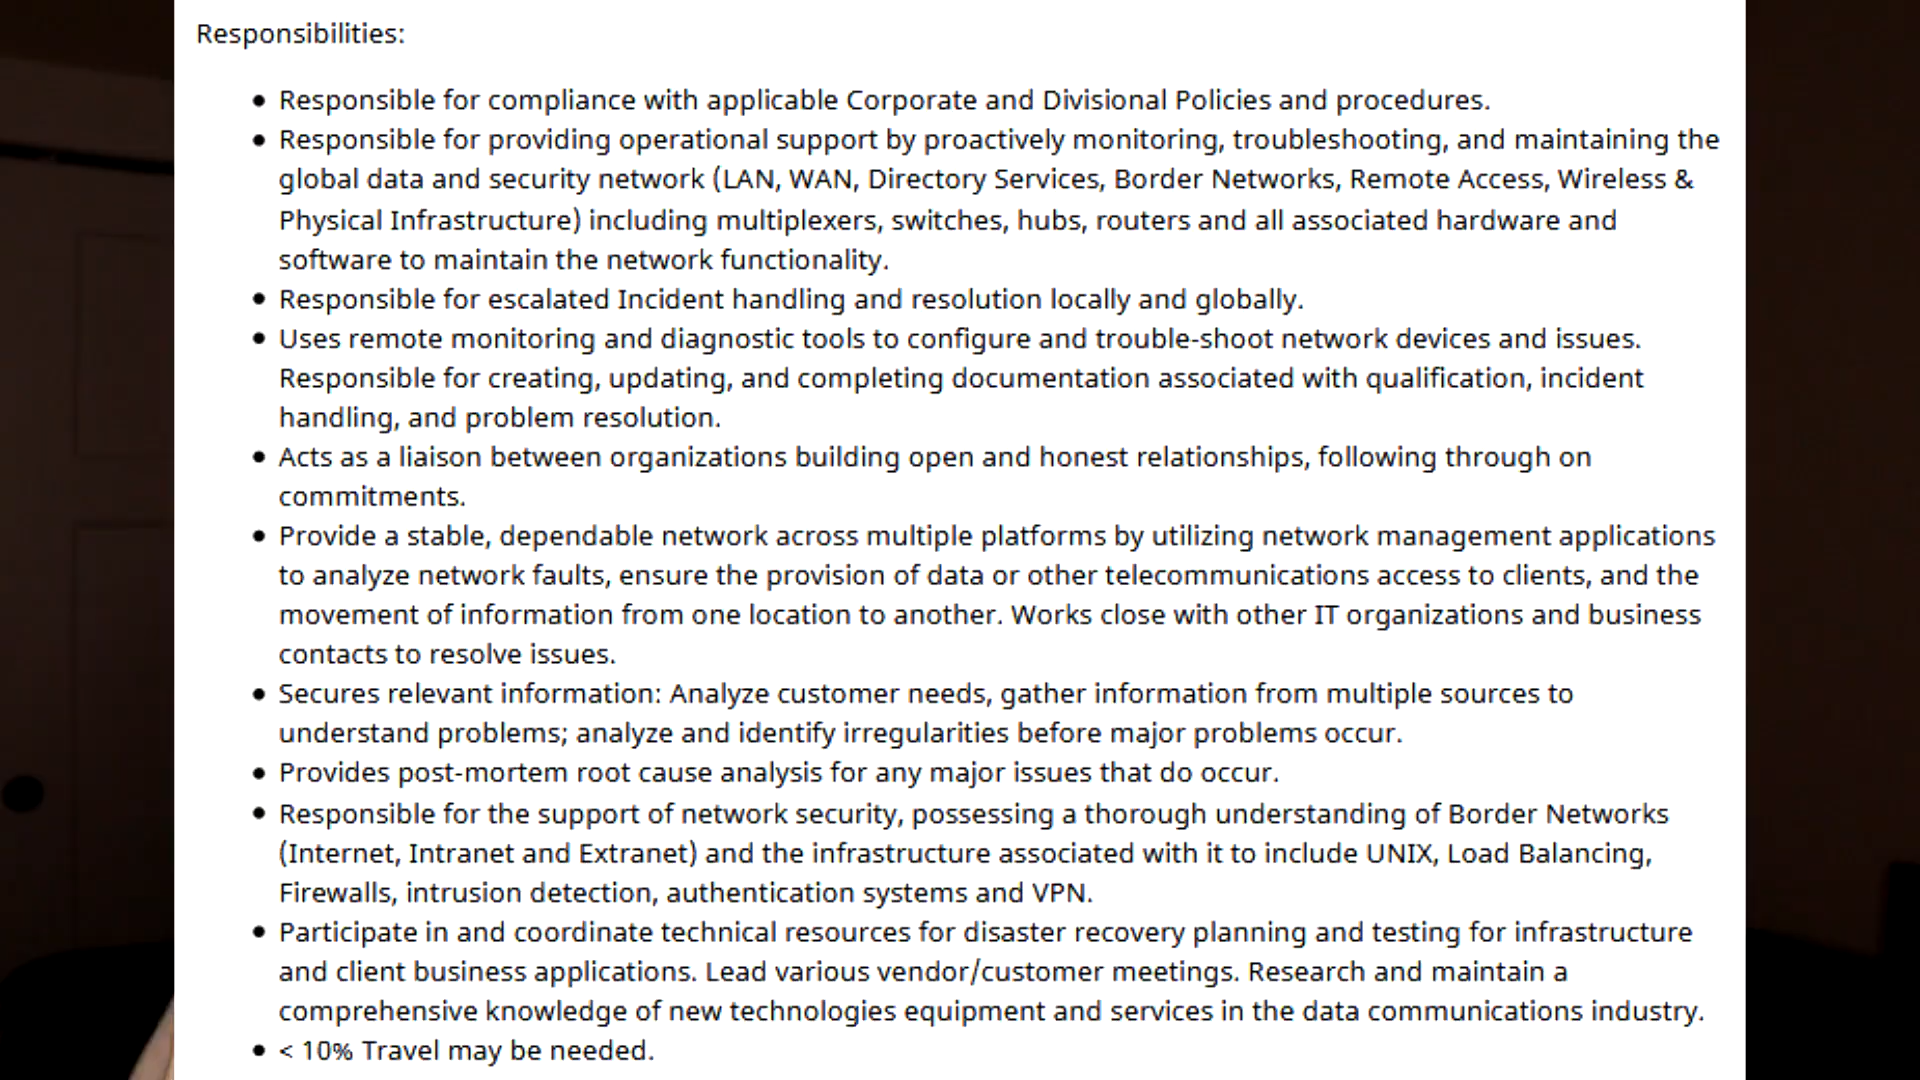 Responsibilities:
• Responsible for compliance with applicable Corporate and Divisional Policies and procedures.
• Responsible for providing operational support by proactively monitoring, troubleshooting, and maintaining the
global data and security network (LAN, WAN, Directory Services, Border Networks, Remote Access, Wireless &
Physical Infrastructure) including multiplexers, switches, hubs, routers and all associated hardware and
software to maintain the network functionality.
• Responsible for escalated Incident handling and resolution locally and globally.
• Uses remote monitoring and diagnostic tools to configure and trouble-shoot network devices and issues.
Responsible for creating, updating, and completing documentation associated with qualification, incident
handling, and problem resolution.
• Acts as a liaison between organizations building open and honest relationships, following through on
commitments.
• Provide a stable, dependable network across multiple platforms by utilizing network management applications
to analyze network faults, ensure the provision of data or other telecommunications access to clients, and the
movement of information from one location to another. Works close with other IT organizations and business
contacts to resolve issues.
• Secures relevant information: Analyze customer needs, gather information from multiple sources to
understand problems; analyze and identify irregularities before major problems occur.
• Provides post-mortem root cause analysis for any major issues that do occur.
• Responsible for the support of network security, possessing a thorough understanding of Border Networks
(Internet, Intranet and Extranet) and the infrastructure associated with it to include UNIX, Load Balancing,
Firewalls, intrusion detection, authentication systems and VPN.
• Participate in and coordinate technical resources for disaster recovery planning and testing for infrastructure
and client business applications. Lead various vendor/customer meetings. Research and maintain a
comprehensive knowledge of new technologies equipment and services in the data communications industry.
• < 10% Travel may be needed.